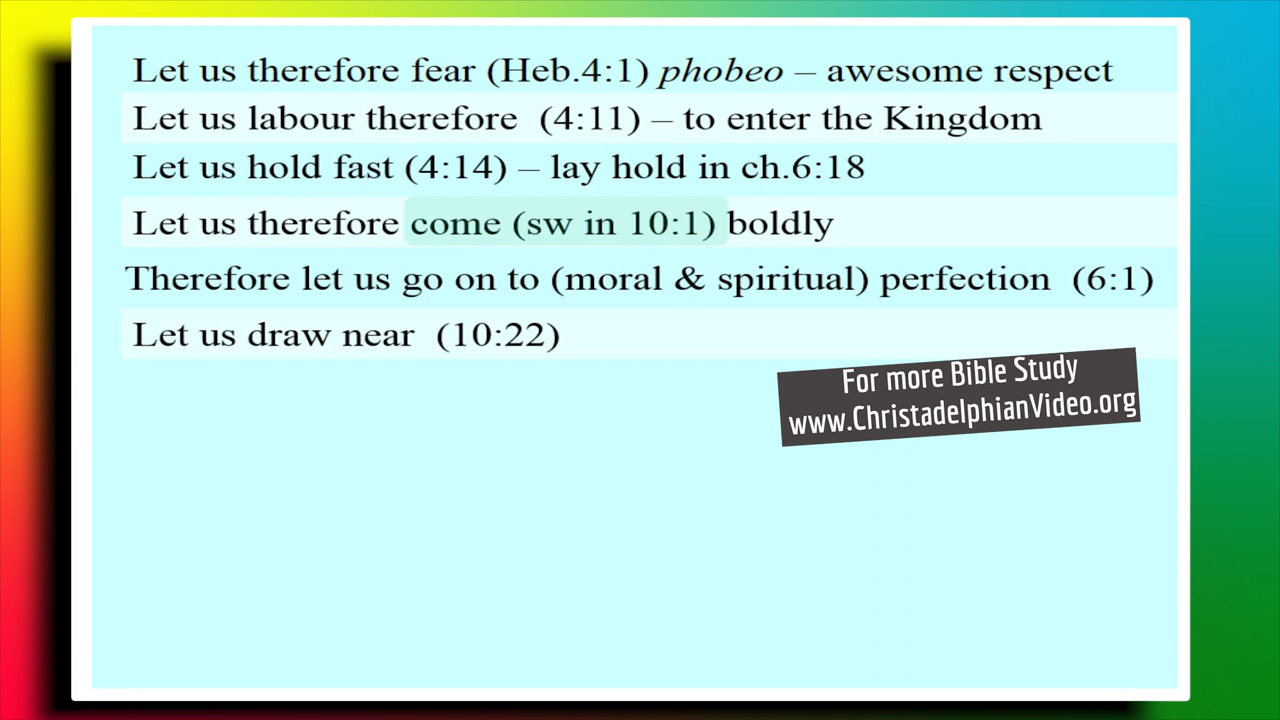 Let us therefore fear (Heb.4:1) phobeo – awesome respect
Let us labour therefore (4:11) – to enter the Kingdom
Let us hold fast (4:14) – lay hold in ch.6:18
Let us therefore come (sw in 10:1) boldly
Therefore let us go on to (moral & spiritual) perfection (6:1)
Let us draw near (10:22)
For more Bible Study
www.ChristadelphianVideo.org